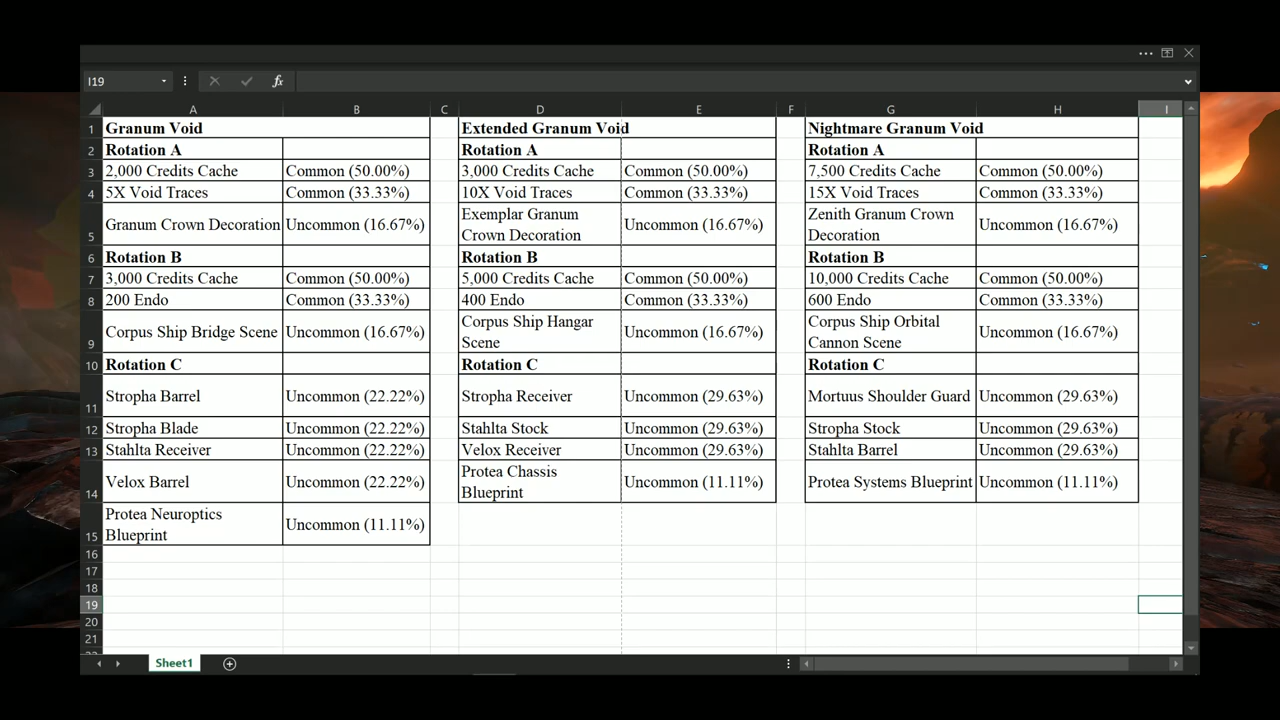 I19
fx
A B C D E F G H I
1 Granum Void Extended Granum Void Nightmare Granum Void
2 Rotation A Rotation A Rotation A
3 2,000 Credits Cache Common (50.00%) 3,000 Credits Cache Common (50.00%) 7,500 Credits Cache Common (50.00%)
4 5X Void Traces Common (33.33%) 10X Void Traces Common (33.33%) 15X Void Traces Common (33.33%)
5 Granum Crown Decoration Uncommon (16.67%) Exemplar Granum Crown Decoration Uncommon (16.67%) Zenith Granum Crown Decoration Uncommon (16.67%)
6 Rotation B Rotation B Rotation B
7 3,000 Credits Cache Common (50.00%) 5,000 Credits Cache Common (50.00%) 10,000 Credits Cache Common (50.00%)
8 200 Endo Common (33.33%) 400 Endo Common (33.33%) 600 Endo Common (33.33%)
9 Corpus Ship Bridge Scene Uncommon (16.67%) Corpus Ship Hangar Scene Uncommon (16.67%) Corpus Ship Orbital Cannon Scene Uncommon (16.67%)
10 Rotation C Rotation C Rotation C
11 Stropha Barrel Uncommon (22.22%) Stropha Receiver Uncommon (29.63%) Mortuus Shoulder Guard Uncommon (29.63%)
12 Stropha Blade Uncommon (22.22%) Stahlta Stock Uncommon (29.63%) Stropha Stock Uncommon (29.63%)
13 Stahlta Receiver Uncommon (22.22%) Velox Receiver Uncommon (29.63%) Stahlta Barrel Uncommon (29.63%)
14 Velox Barrel Uncommon (22.22%) Protea Chassis Blueprint Uncommon (11.11%) Protea Systems Blueprint Uncommon (11.11%)
15 Protea Neuroptics Blueprint Uncommon (11.11%)
16
17
18
19
20
21
Sheet1